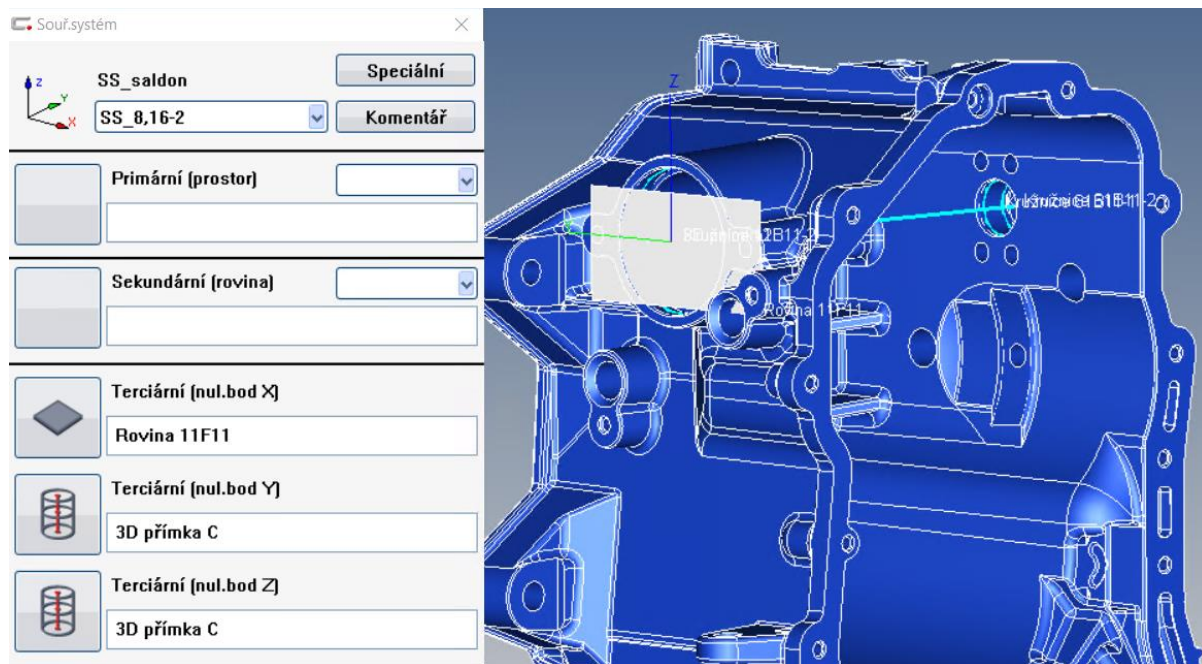 Souř.systém
SS_saldon
Speciální
SS_8,16-2
Komentář
Primární (prostor)
Sekundární (rovina)
Terciární (nul.bod X)
Rovina 11F11
Terciární (nul.bod Y)
3D přímka C
Terciární (nul.bod Z)
3D přímka C
Z
Y
X
Z
Rovina 11F11